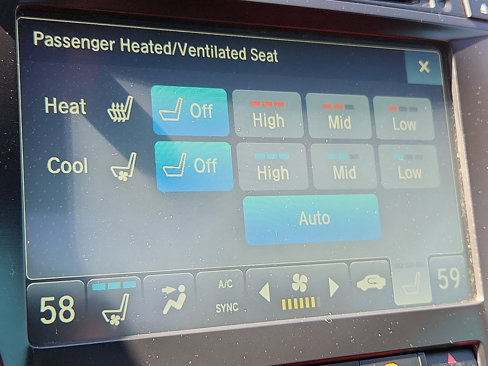 Passenger Heated/Ventilated Seat
Heat Off High Mid Low
Cool Off High Mid Low
Auto
58 A/C 59
SYNC